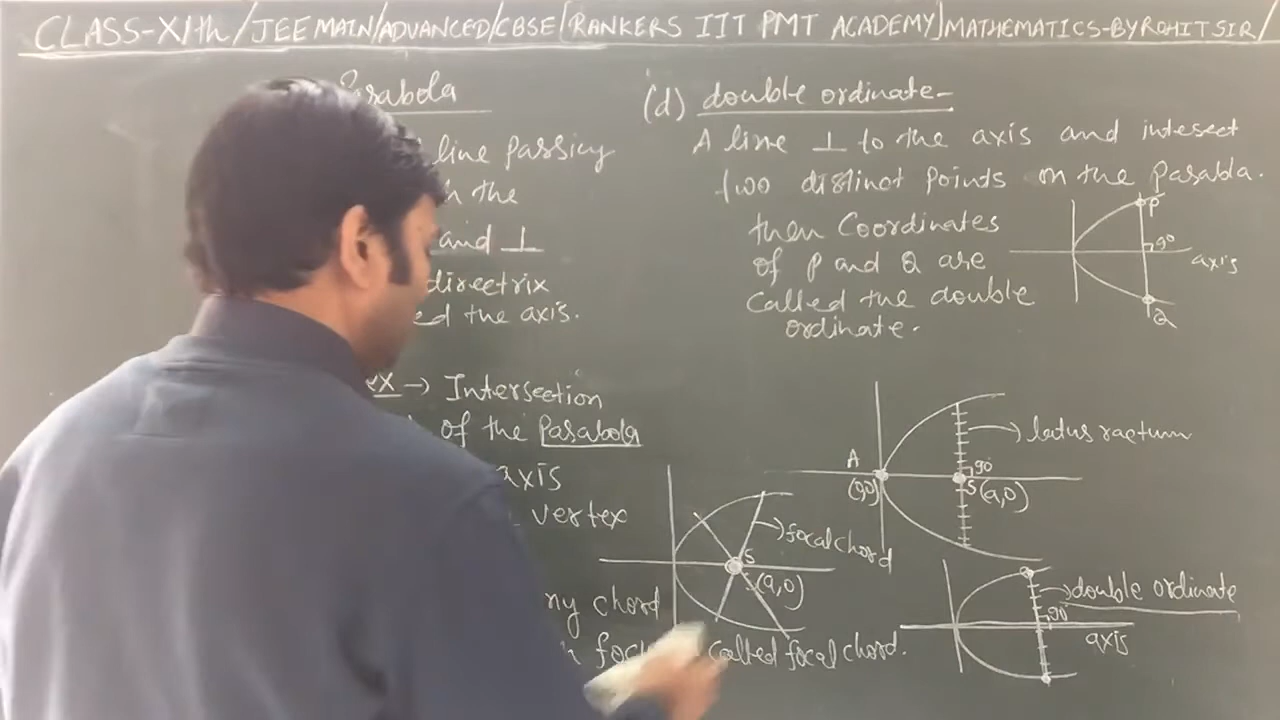 CLASS-XIth/JEE MAIN/ADVANCED/CBSE[RANKERS IIT PMT ACADEMY]MATHEMATICS-BY ROHIT SIR/
Parabola
line passing
the
and ⊥
directrix
the axis.
→ Intersection
of the Parabola
axis
vertex
ny chord
called focal chord.
(d) double ordinate-
A line ⊥ to the axis and intesect
two distinct points on the Parabla.
then Coordinates
of P and Q are
called the double
ordinate.
P
90
axis
Q
A
(0,0)
90
S(a,0)
latus ractum
S
(a,0)
focal chord
double ordinate
90
axis